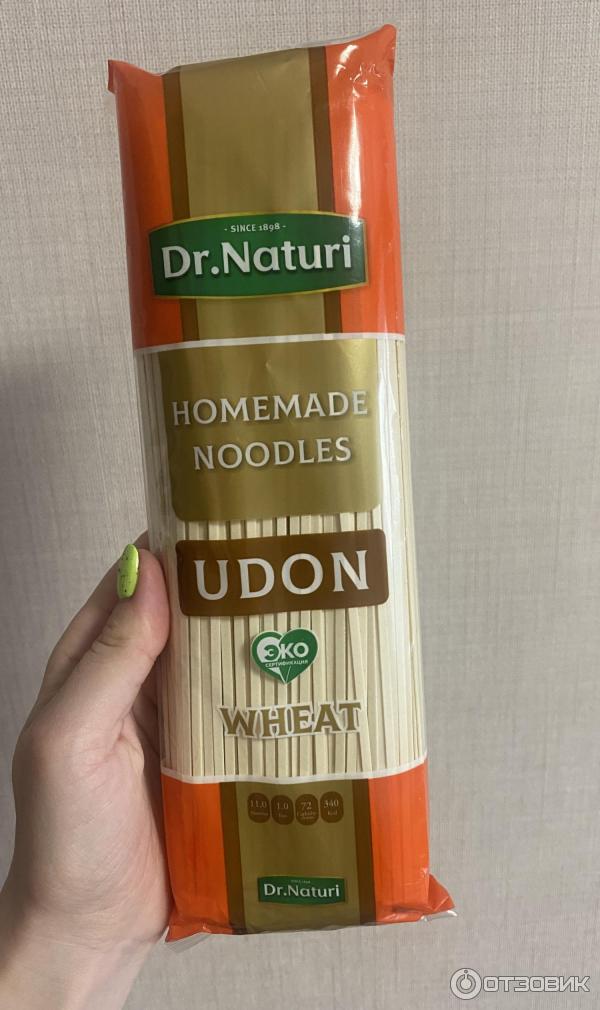 - SINCE 1898 -
Dr.Naturi
HOMEMADE
NOODLES
UDON
ЭКО
СЕРТИФИКАЦИЯ
WHEAT
11.0 1.0 72 340
Dr.Naturi
ОТЗОВИК